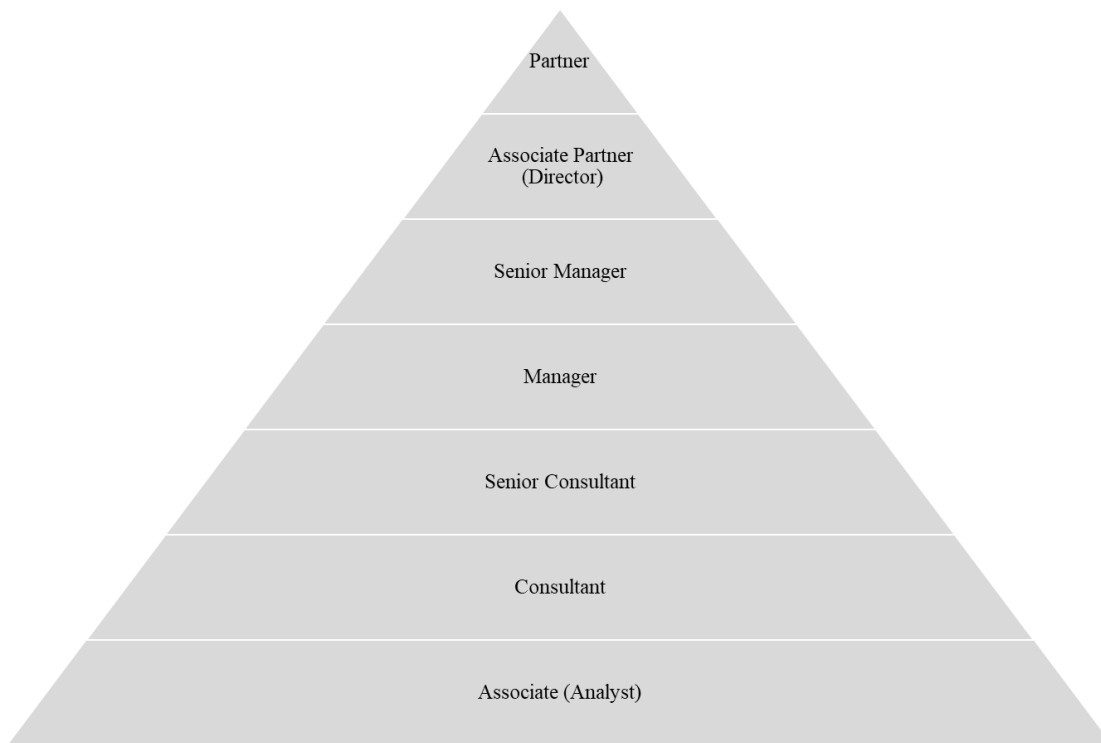 Partner
Associate Partner
(Director)
Senior Manager
Manager
Senior Consultant
Consultant
Associate (Analyst)